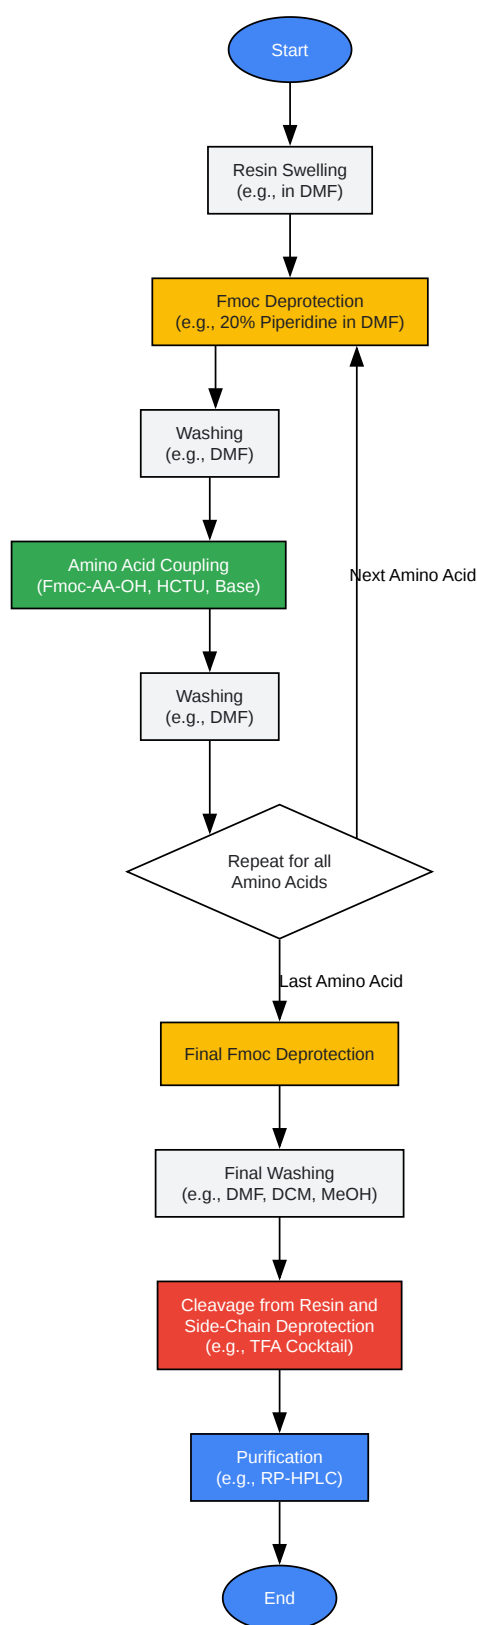 Start
Resin Swelling
(e.g., in DMF)
Fmoc Deprotection
(e.g., 20% Piperidine in DMF)
Washing
(e.g., DMF)
Amino Acid Coupling
(Fmoc-AA-OH, HCTU, Base)
Next Amino Acid
Washing
(e.g., DMF)
Repeat for all
Amino Acids
Last Amino Acid
Final Fmoc Deprotection
Final Washing
(e.g., DMF, DCM, MeOH)
Cleavage from Resin and
Side-Chain Deprotection
(e.g., TFA Cocktail)
Purification
(e.g., RP-HPLC)
End